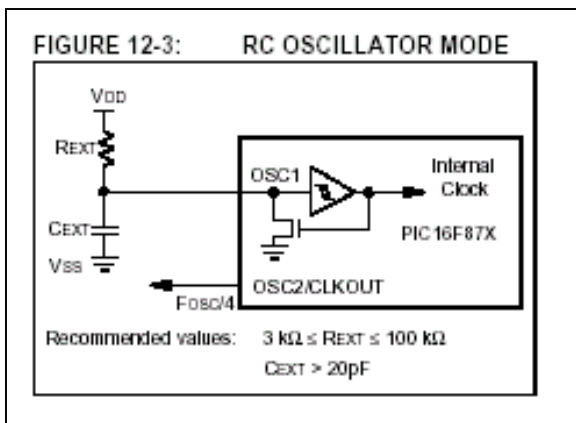 FIGURE 12-3: RC OSCILLATOR MODE
VDD
REXT
OSC1
Internal
Clock
CEXT
PIC16F87X
VSS
OSC2/CLKOUT
FOSC/4
Recommended values: 3 kΩ ≤ REXT ≤ 100 kΩ
CEXT > 20pF